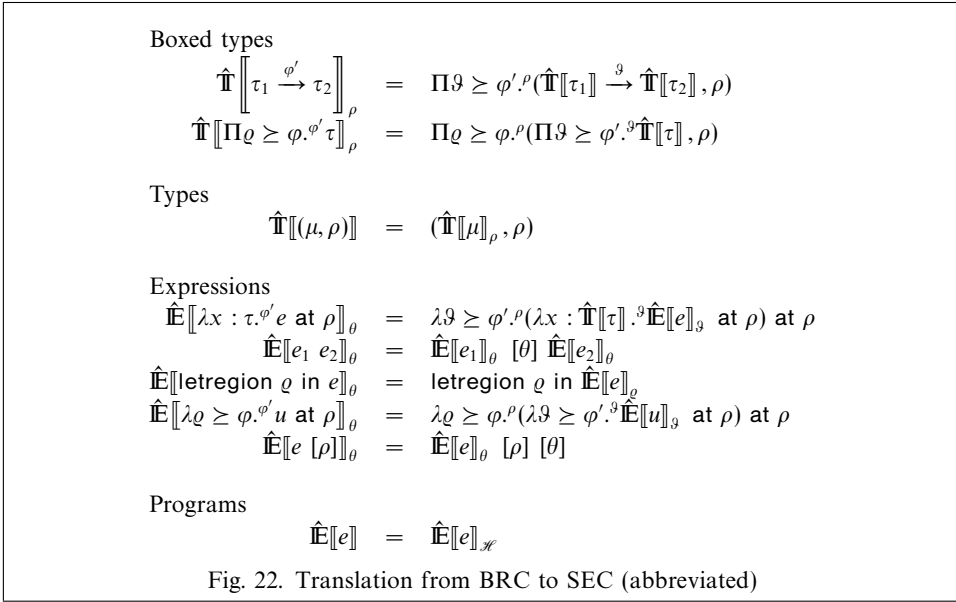 Boxed types
𝕋̂⟦τ₁ —φ′→ τ₂⟧_ρ = Πϑ ⪰ φ′.^ρ(𝕋̂⟦τ₁⟧ —ϑ→ 𝕋̂⟦τ₂⟧, ρ)
𝕋̂⟦Πϱ ⪰ φ.^φ′ τ⟧_ρ = Πϱ ⪰ φ.^ρ(Πϑ ⪰ φ′.^ϑ 𝕋̂⟦τ⟧, ρ)
Types
𝕋̂⟦(μ, ρ)⟧ = (𝕋̂⟦μ⟧_ρ, ρ)
Expressions
𝔼̂⟦λx : τ.^φ′ e at ρ⟧_θ = λϑ ⪰ φ′.^ρ(λx : 𝕋̂⟦τ⟧.^ϑ 𝔼̂⟦e⟧_ϑ at ρ) at ρ
𝔼̂⟦e₁ e₂⟧_θ = 𝔼̂⟦e₁⟧_θ [θ] 𝔼̂⟦e₂⟧_θ
𝔼̂⟦letregion ϱ in e⟧_θ = letregion ϱ in 𝔼̂⟦e⟧_ϱ
𝔼̂⟦λϱ ⪰ φ.^φ′ u at ρ⟧_θ = λϱ ⪰ φ.^ρ(λϑ ⪰ φ′.^ϑ 𝔼̂⟦u⟧_ϑ at ρ) at ρ
𝔼̂⟦e [ρ]⟧_θ = 𝔼̂⟦e⟧_θ [ρ] [θ]
Programs
𝔼̂⟦e⟧ = 𝔼̂⟦e⟧_ℋ
Fig. 22. Translation from BRC to SEC (abbreviated)